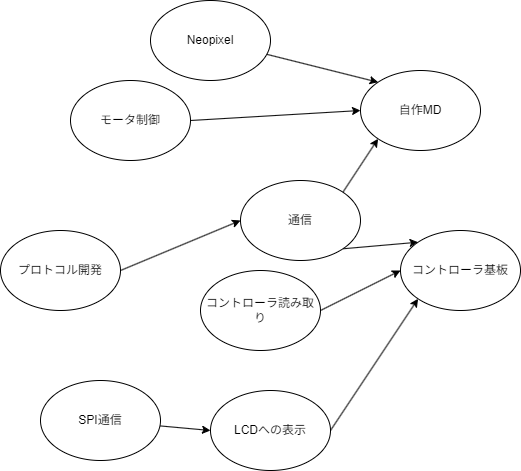 Neopixel
モータ制御
自作MD
通信
プロトコル開発
コントローラ基板
コントローラ読み取
り
SPI通信
LCDへの表示